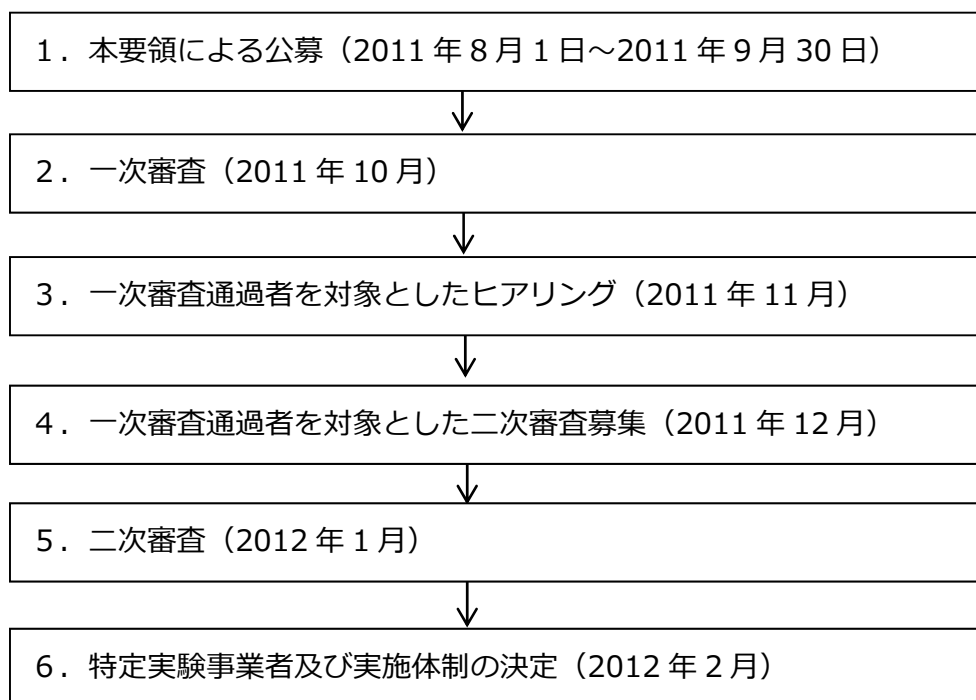 １．本要領による公募（2011 年８月１日～2011 年９月 30 日）
２．一次審査（2011 年 10 月）
３．一次審査通過者を対象としたヒアリング（2011 年 11 月）
４．一次審査通過者を対象とした二次審査募集（2011 年 12 月）
５．二次審査（2012 年１月）
６．特定実験事業者及び実施体制の決定（2012 年２月）